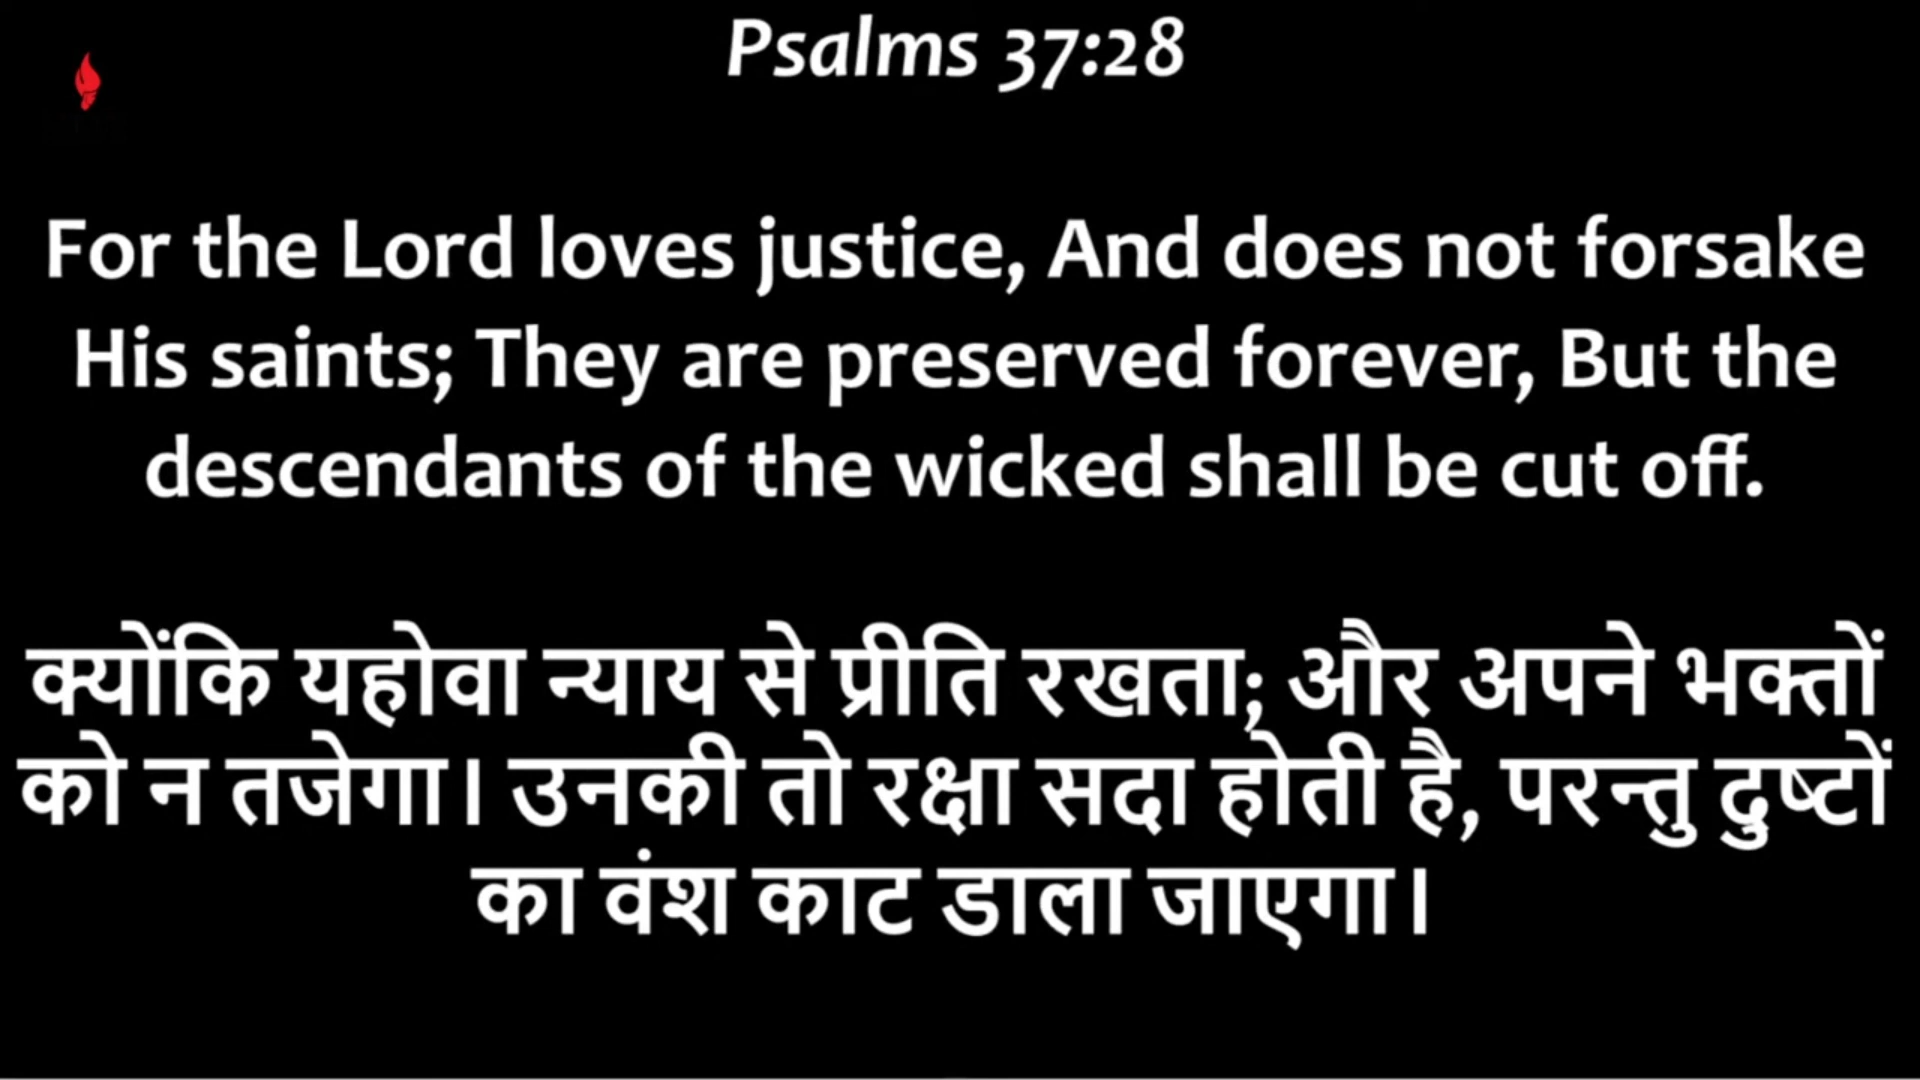 Psalms 37:28
For the Lord loves justice, And does not forsake
His saints; They are preserved forever, But the
descendants of the wicked shall be cut off.
क्योंकि यहोवा न्याय से प्रीति रखता; और अपने भक्तों
को न तजेगा। उनकी तो रक्षा सदा होती है, परन्तु दुष्टों
का वंश काट डाला जाएगा।